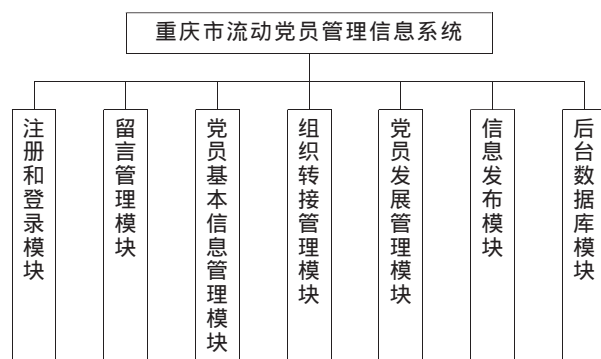 重庆市流动党员管理信息系统
注册和登录模块
留言管理模块
党员基本信息管理模块
组织转接管理模块
党员发展管理模块
信息发布模块
后台数据库模块